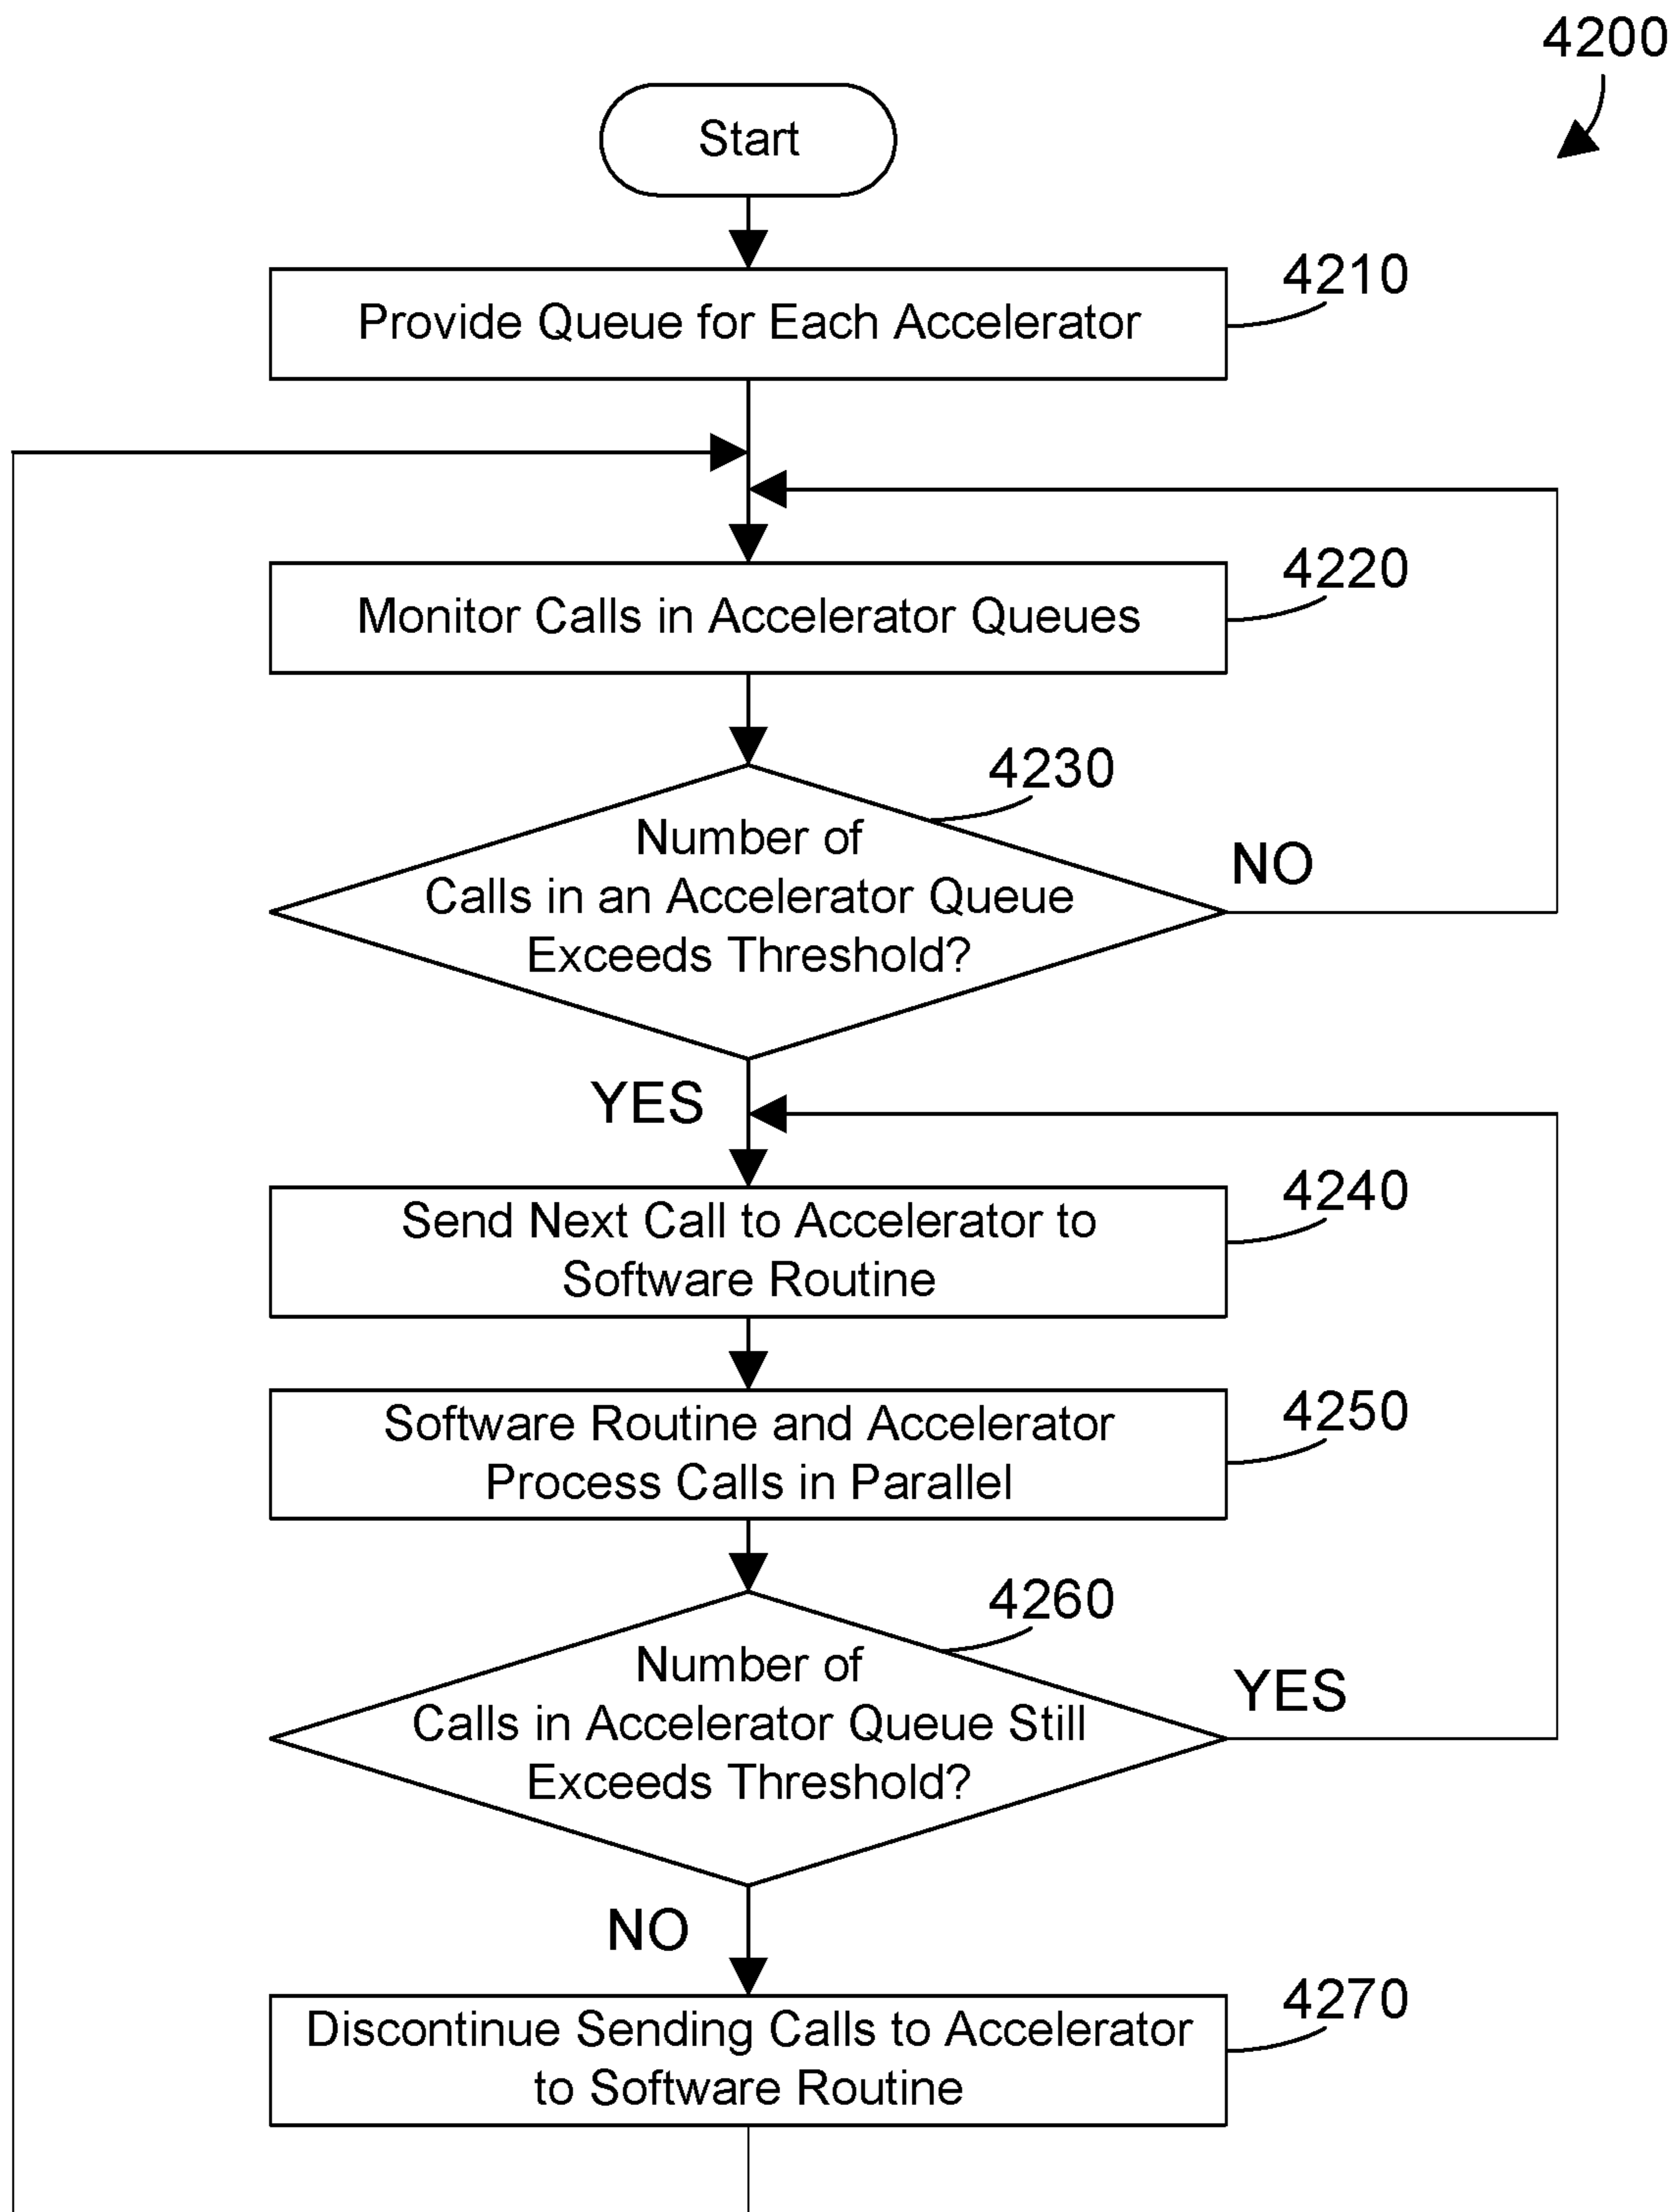 4200
Start
4210
Provide Queue for Each Accelerator
4220
Monitor Calls in Accelerator Queues
4230
Number of
Calls in an Accelerator Queue
Exceeds Threshold?
NO
YES
4240
Send Next Call to Accelerator to
Software Routine
4250
Software Routine and Accelerator
Process Calls in Parallel
4260
Number of
Calls in Accelerator Queue Still
Exceeds Threshold?
YES
NO
4270
Discontinue Sending Calls to Accelerator
to Software Routine